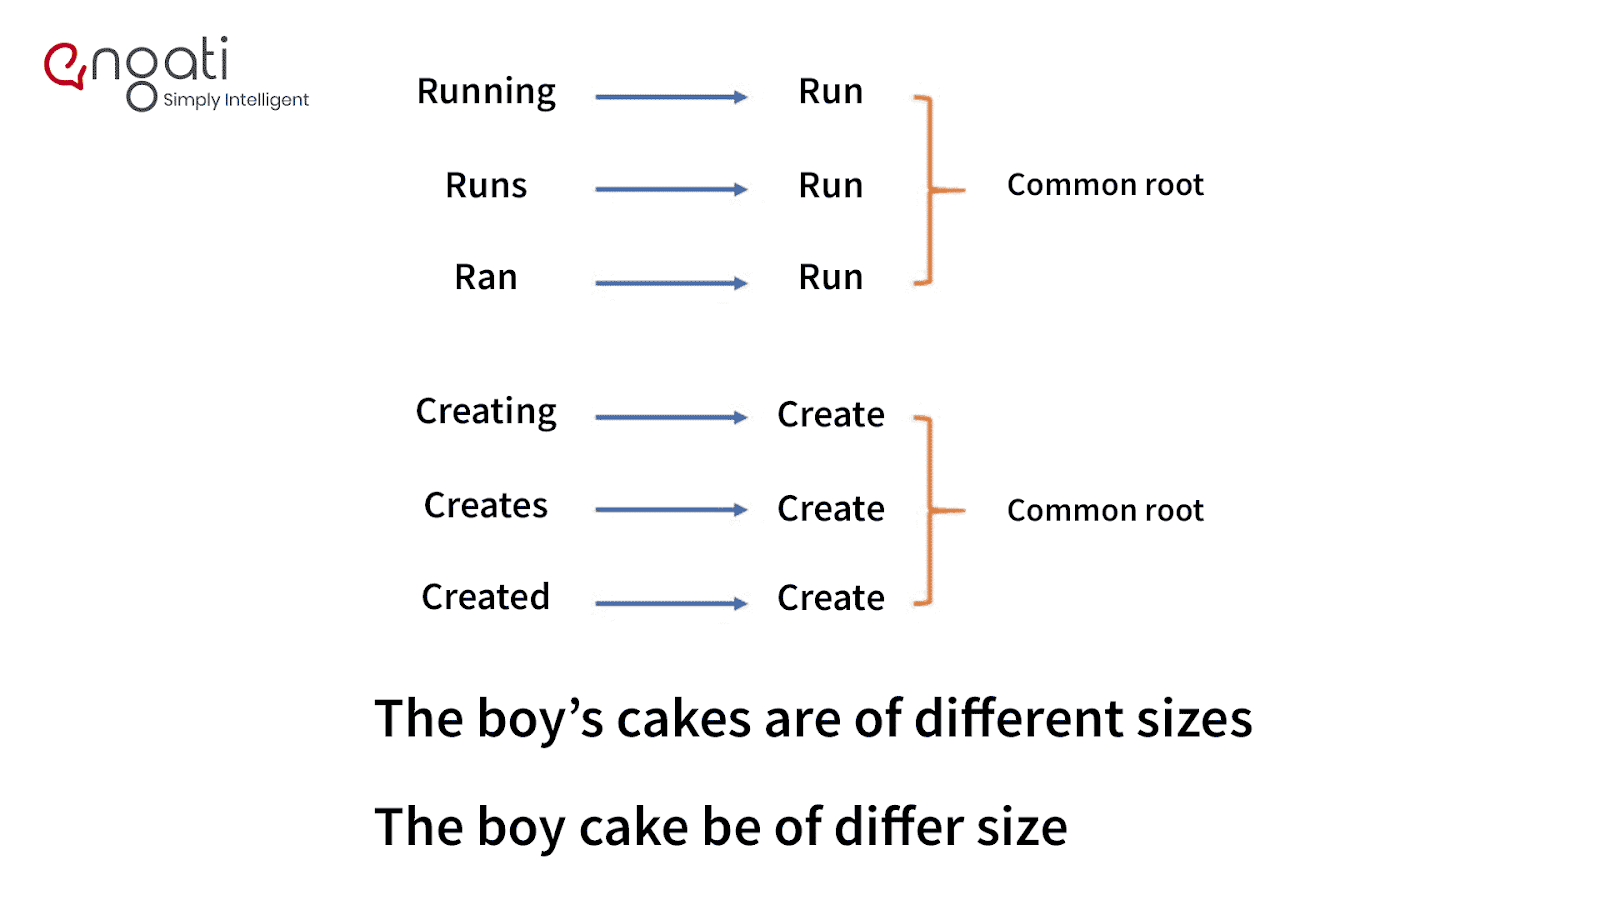 engati
Simply Intelligent
Running Run
Runs Run Common root
Ran Run
Creating Create
Creates Create Common root
Created Create
The boy’s cakes are of different sizes
The boy cake be of differ size